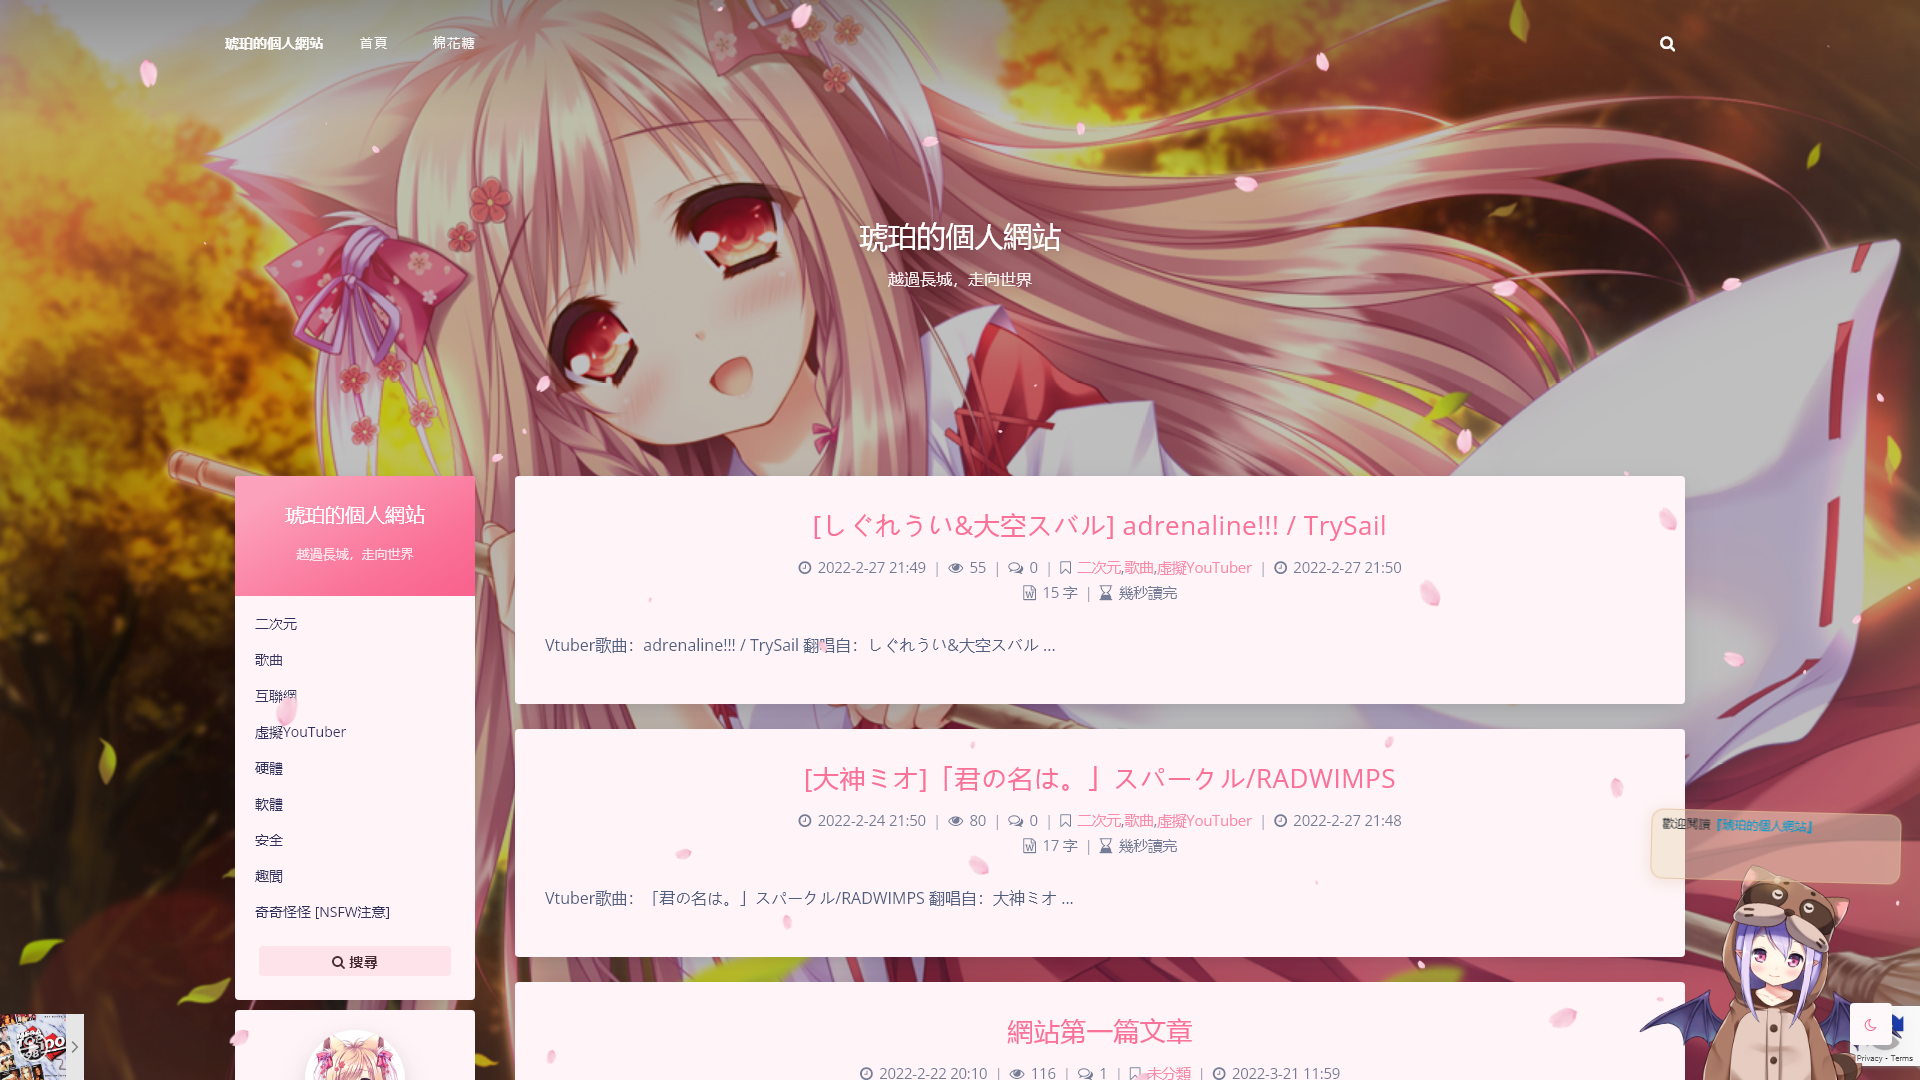 琥珀的個人網站
首頁
棉花糖
琥珀的個人網站
越過長城，走向世界
琥珀的個人網站
越過長城，走向世界
二次元
歌曲
互聯網
虛擬YouTuber
硬體
軟體
安全
趣聞
奇奇怪怪 [NSFW注意]
搜尋
[しぐれうい&大空スバル] adrenaline!!! / TrySail
2022-2-27 21:49 | 55 | 0 | 二次元,歌曲,虛擬YouTuber | 2022-2-27 21:50
15 字 | 幾秒讀完
Vtuber歌曲：adrenaline!!! / TrySail 翻唱自：しぐれうい&大空スバル ...
[大神ミオ]「君の名は。」スパークル/RADWIMPS
2022-2-24 21:50 | 80 | 0 | 二次元,歌曲,虛擬YouTuber | 2022-2-27 21:48
17 字 | 幾秒讀完
Vtuber歌曲：「君の名は。」スパークル/RADWIMPS 翻唱自：大神ミオ ...
網站第一篇文章
2022-2-22 20:10 | 116 | 1 | 未分類 | 2022-3-21 11:59
歡迎閱讀『琥珀的個人網站』
Privacy - Terms